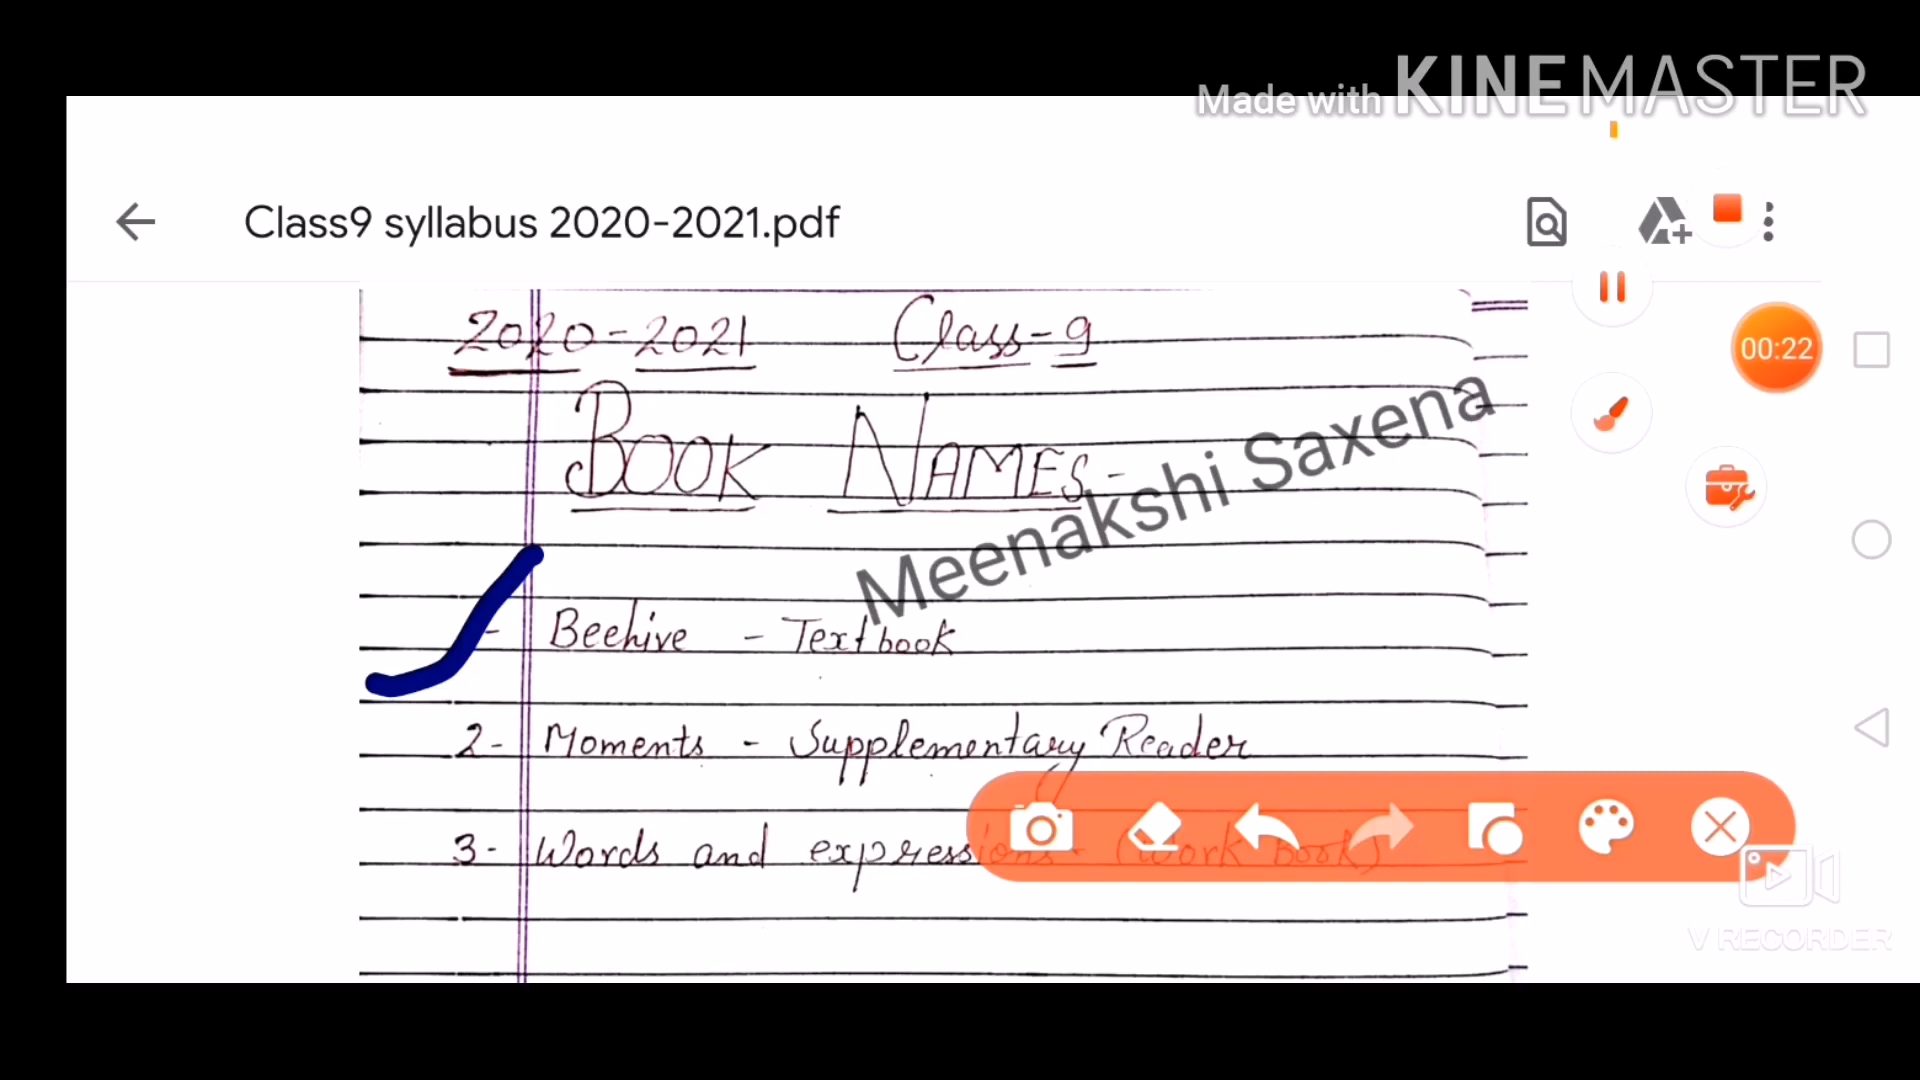 Made with KINEMASTER
Class9 syllabus 2020-2021.pdf
2020-2021 Class-9
BOOK NAMES-
00:22
Meenakshi Saxena
- Beehive - Textbook
2- Moments - Supplementary Reader
3- Words and expressions- (Work Book)
V RECORDER